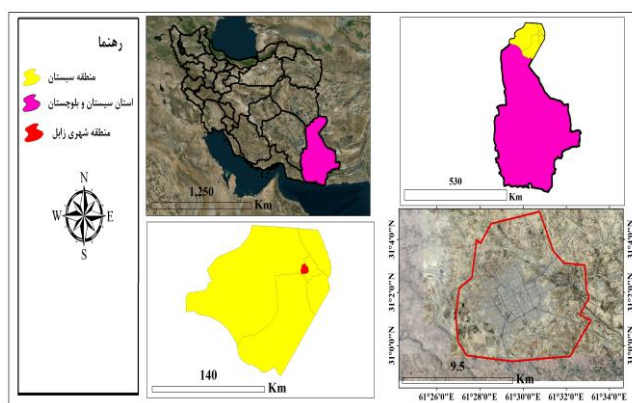 رهنما
منطقه سیستان
استان سیستان و بلوچستان
منطقه شهری زابل
N
W E
S
1,250
Km
530
Km
140
Km
9.5
Km
31°4'0"N
31°2'0"N
31°0'0"N
31°4'0"N
31°2'0"N
31°0'0"N
61°26'0"E 61°28'0"E 61°30'0"E 61°32'0"E 61°34'0"E